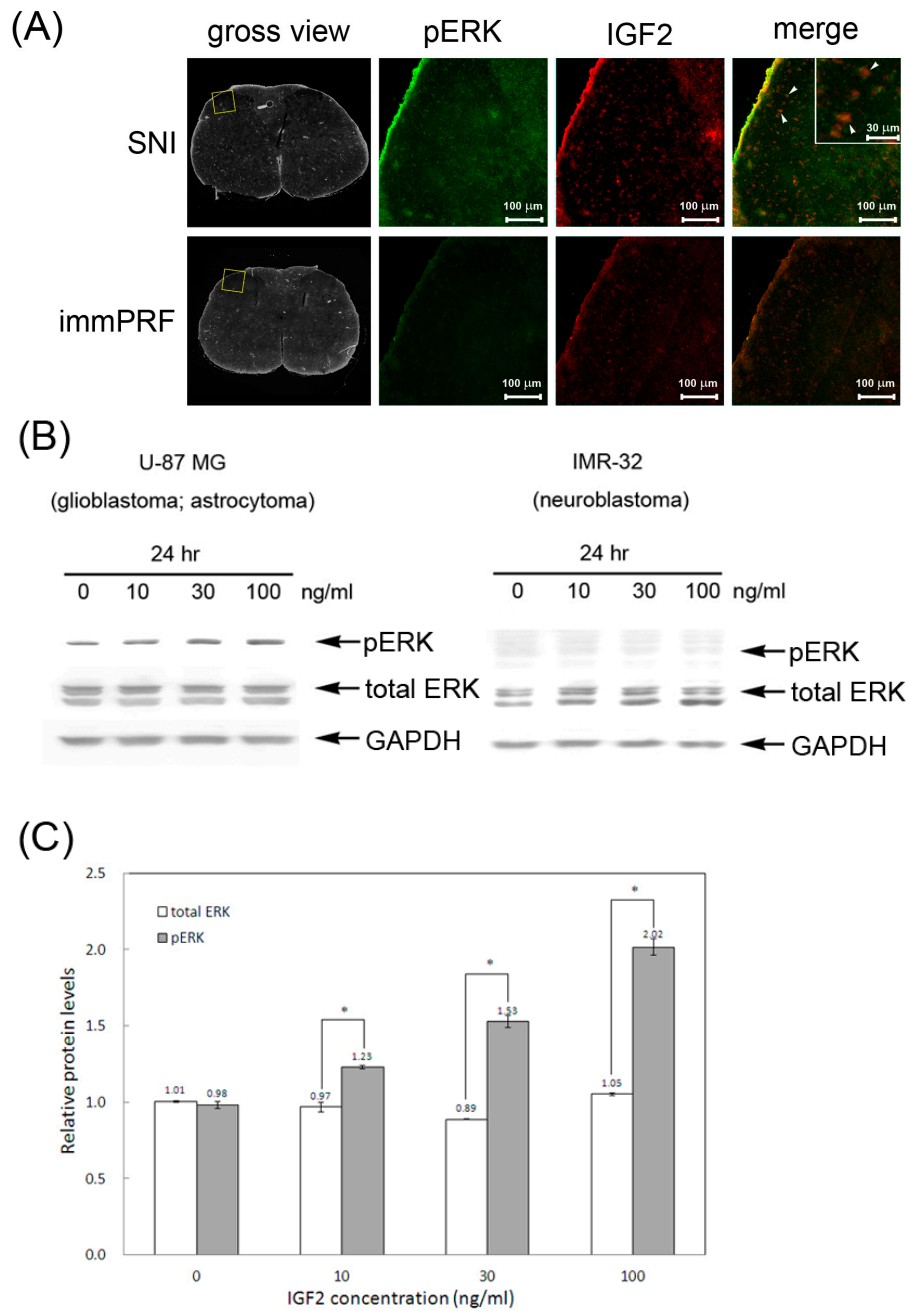 (A)
gross view pERK IGF2 merge
SNI
30 µm
100 µm 100 µm 100 µm
immPRF
100 µm 100 µm 100 µm
(B)
U-87 MG IMR-32
(glioblastoma; astrocytoma) (neuroblastoma)
24 hr 24 hr
0 10 30 100 ng/ml 0 10 30 100 ng/ml
pERK pERK
total ERK total ERK
GAPDH GAPDH
(C)
2.5
total ERK
pERK
*
2.02
2.0
*
1.53
1.5
*
1.23
1.01 0.98 0.97 0.89 1.05
1.0
0.5
0.0
Relative protein levels
0 10 30 100
IGF2 concentration (ng/ml)